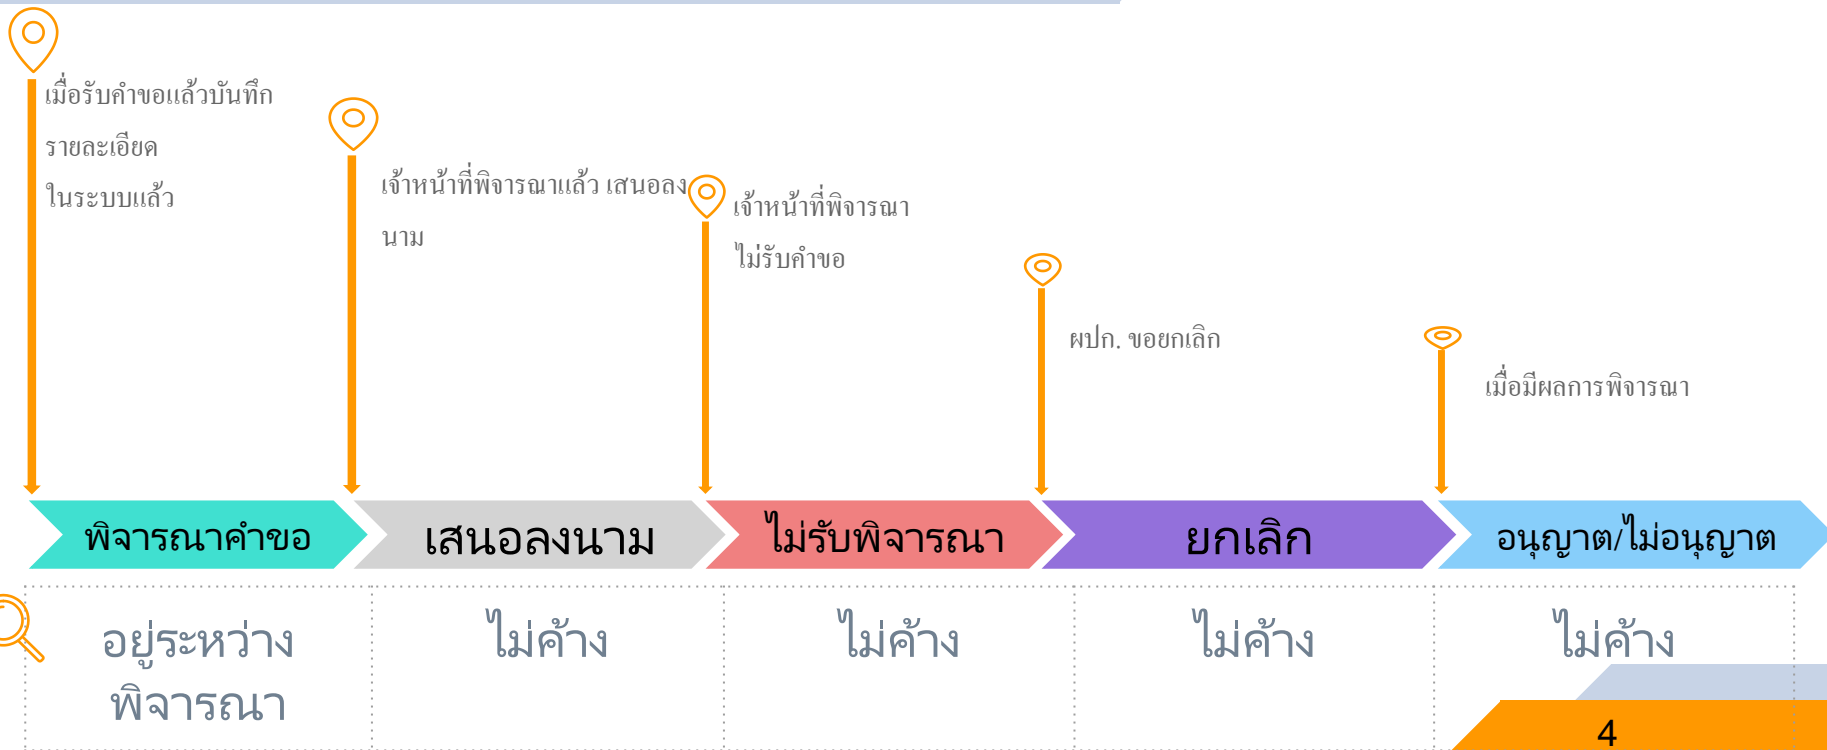 เมื่อรับคำขอแล้วบันทึก
รายละเอียด
ในระบบแล้ว
เจ้าหน้าที่พิจารณาแล้ว เสนอลง
นาม
เจ้าหน้าที่พิจารณา
ไม่รับคำขอ
ผปก. ขอยกเลิก
เมื่อมีผลการพิจารณา
พิจารณาคำขอ
เสนอลงนาม
ไม่รับพิจารณา
ยกเลิก
อนุญาต/ไม่อนุญาต
อยู่ระหว่าง
พิจารณา
ไม่ค้าง
ไม่ค้าง
ไม่ค้าง
ไม่ค้าง
4